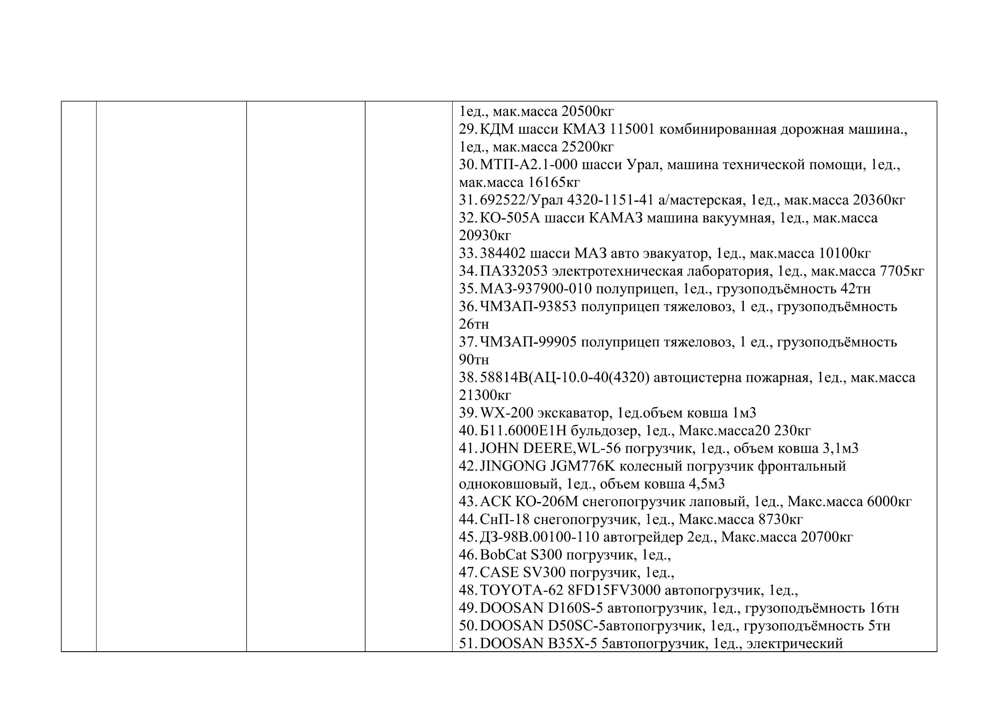 1ед., мак.масса 20500кг
29. КДМ шасси КМАЗ 115001 комбинированная дорожная машина.,
1ед., мак.масса 25200кг
30. МТП-А2.1-000 шасси Урал, машина технической помощи, 1ед.,
мак.масса 16165кг
31. 692522/Урал 4320-1151-41 а/мастерская, 1ед., мак.масса 20360кг
32. КО-505А шасси КАМАЗ машина вакуумная, 1ед., мак.масса
20930кг
33. 384402 шасси МАЗ авто эвакуатор, 1ед., мак.масса 10100кг
34. ПАЗ32053 электротехническая лаборатория, 1ед., мак.масса 7705кг
35. МАЗ-937900-010 полуприцеп, 1ед., грузоподъёмность 42тн
36. ЧМЗАП-93853 полуприцеп тяжеловоз, 1 ед., грузоподъёмность
26тн
37. ЧМЗАП-99905 полуприцеп тяжеловоз, 1 ед., грузоподъёмность
90тн
38. 58814В(АЦ-10.0-40(4320) автоцистерна пожарная, 1ед., мак.масса
21300кг
39. WX-200 экскаватор, 1ед.объем ковша 1м3
40. Б11.6000Е1Н бульдозер, 1ед., Макс.масса20 230кг
41. JOHN DEERE,WL-56 погрузчик, 1ед., объем ковша 3,1м3
42. JINGONG JGM776K колесный погрузчик фронтальный
одноковшовый, 1ед., объем ковша 4,5м3
43. АСК КО-206М снегопогрузчик лаповый, 1ед., Макс.масса 6000кг
44. СнП-18 снегопогрузчик, 1ед., Макс.масса 8730кг
45. ДЗ-98В.00100-110 автогрейдер 2ед., Макс.масса 20700кг
46. BobCat S300 погрузчик, 1ед.,
47. CASE SV300 погрузчик, 1ед.,
48. TOYOTA-62 8FD15FV3000 автопогрузчик, 1ед.,
49. DOOSAN D160S-5 автопогрузчик, 1ед., грузоподъёмность 16тн
50. DOOSAN D50SC-5автопогрузчик, 1ед., грузоподъёмность 5тн
51. DOOSAN B35X-5 5автопогрузчик, 1ед., электрический